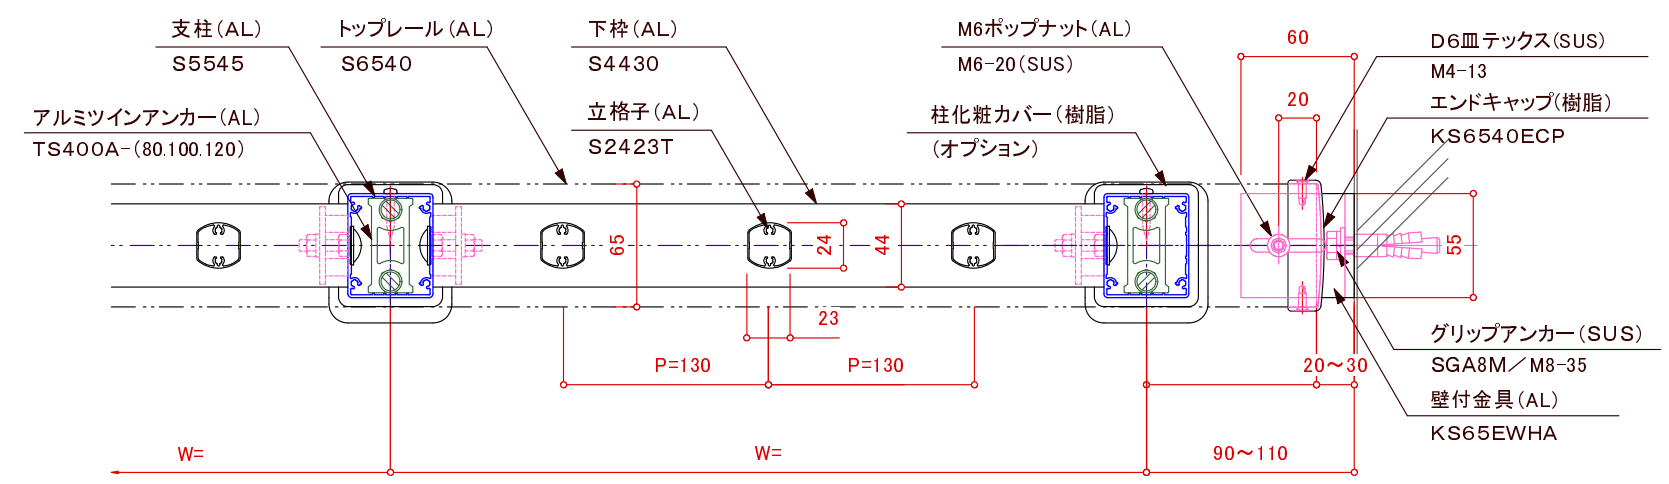 支柱(AL)
S5545
トップレール(AL)
S6540
下枠(AL)
S4430
M6ポップナット(AL)
M6-20(SUS)
60
D6皿テックス(SUS)
M4-13
アルミツインアンカー(AL)
TS400A-(80.100.120)
立格子(AL)
S2423T
柱化粧カバー(樹脂)
(オプション)
20
エンドキャップ(樹脂)
KS6540ECP
65
24
44
55
23
P=130
P=130
20～30
グリップアンカー(SUS)
SGA8M／M8-35
壁付金具(AL)
KS65EWHA
W=
W=
90～110